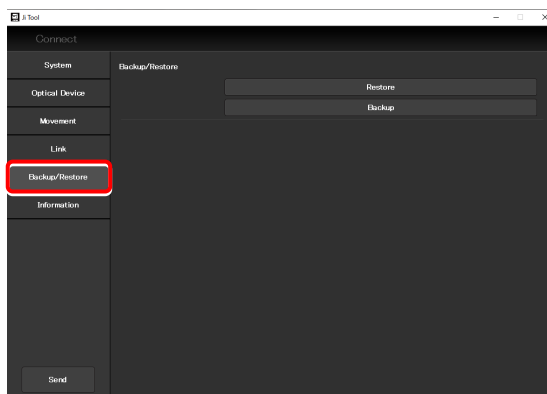 Ji Tool
Connect
System
Backup/Restore
Restore
Optical Device
Backup
Movement
Link
Backup/Restore
Information
Send